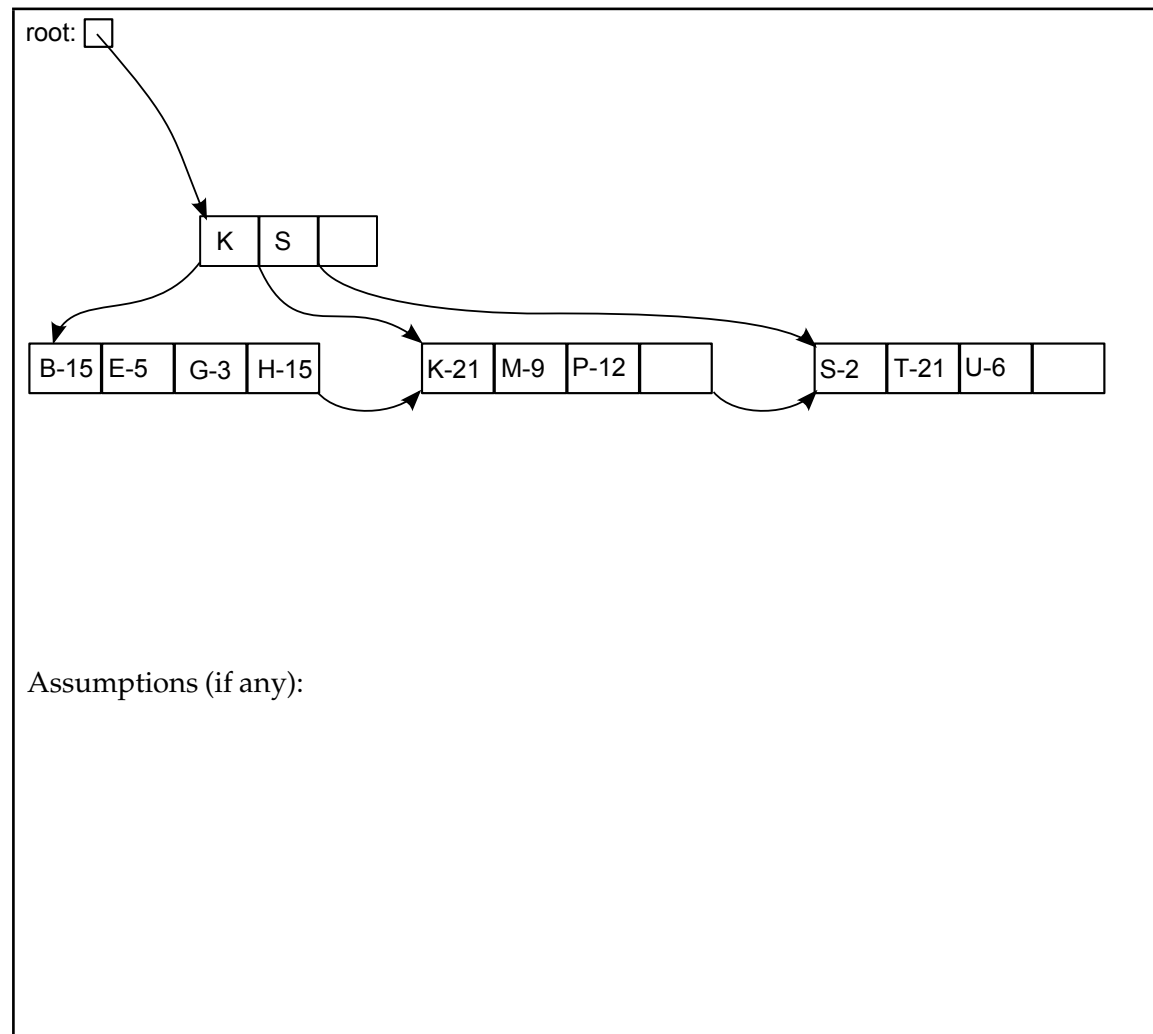 root:
K S
B-15 E-5 G-3 H-15 K-21 M-9 P-12 S-2 T-21 U-6
Assumptions (if any):